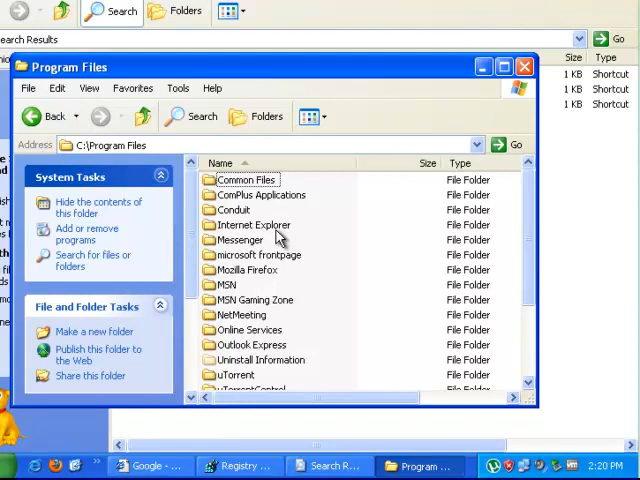 Search Folders
earch Results Go
Size Type
1 KB Shortcut
1 KB Shortcut
1 KB Shortcut
Program Files
File Edit View Favorites Tools Help
Back Search Folders
Address C:\Program Files Go
System Tasks
Hide the contents of
this folder
Add or remove
programs
Search for files or
folders
File and Folder Tasks
Make a new folder
Publish this folder to
the Web
Share this folder
Name Size Type
Common Files File Folder
ComPlus Applications File Folder
Conduit File Folder
Internet Explorer File Folder
Messenger File Folder
microsoft frontpage File Folder
Mozilla Firefox File Folder
MSN File Folder
MSN Gaming Zone File Folder
NetMeeting File Folder
Online Services File Folder
Outlook Express File Folder
Uninstall Information File Folder
uTorrent File Folder
uTorrentControl File Folder
Google - ... Registry ... Search R... Program ... 2:20 PM